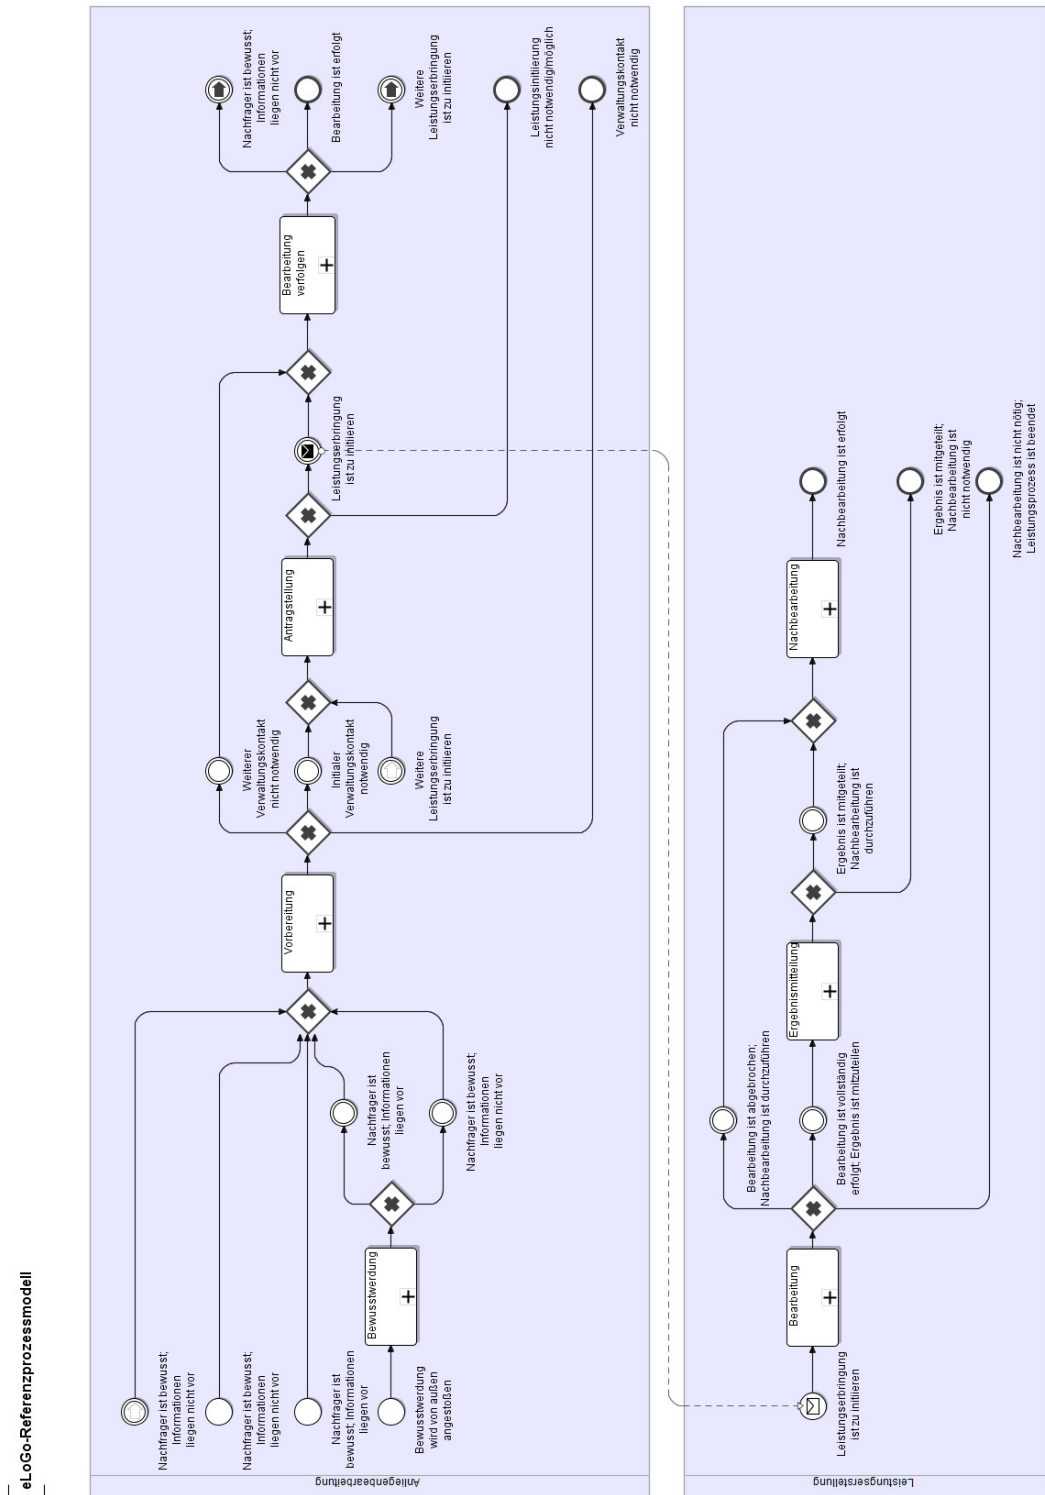 eLoGo-Referenzprozessmodell
Anliegenbearbeitung
Nachfrager ist bewusst;
Informationen
liegen nicht vor
Nachfrager ist bewusst;
Informationen
liegen nicht vor
Nachfrager ist
bewusst; Informationen
liegen vor
Bewusstwerdung
wird von außen
angestoßen
Bewusstwerdung
Nachfrager ist
bewusst; Informationen
liegen vor
Nachfrager ist bewusst;
Informationen
liegen nicht vor
Vorbereitung
Weiterer
Verwaltungskontakt
nicht notwendig
Initialer
Verwaltungskontakt
notwendig
Weitere
Leistungserbringung
ist zu initiieren
Antragstellung
Leistungserbringung
ist zu initiieren
Bearbeitung
verfolgen
Nachfrager ist bewusst;
Informationen
liegen nicht vor
Bearbeitung ist erfolgt
Weitere
Leistungserbringung
ist zu initiieren
Leistungsinitiierung
nicht notwendig/möglich
Verwaltungskontakt
nicht notwendig
Leistungserstellung
Leistungserbringung
ist zu initiieren
Bearbeitung
Bearbeitung ist abgebrochen;
Nachbearbeitung ist durchzuführen
Bearbeitung ist vollständig
erfolgt; Ergebnis ist mitzuteilen
Ergebnismitteilung
Ergebnis ist mitgeteilt;
Nachbearbeitung ist
durchzuführen
Nachbearbeitung
Nachbearbeitung ist erfolgt
Ergebnis ist mitgeteilt;
Nachbearbeitung ist
nicht notwendig
Nachbearbeitung ist nicht nötig;
Leistungsprozess ist beendet